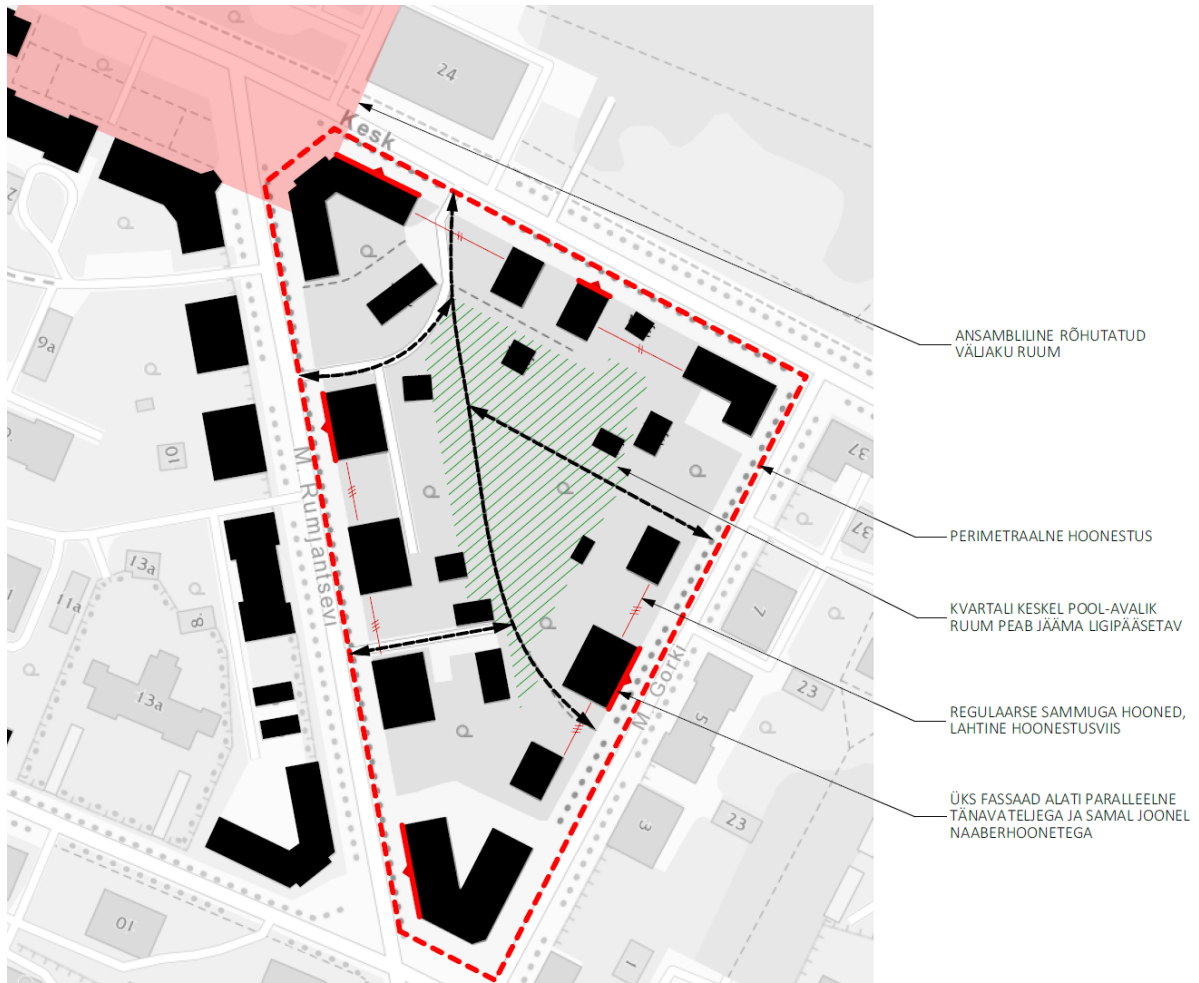 24
Kesk
9a
10
M. Rumjantsevi
13a
11a
8
13a
10
37
37
7
23
M. Gorki
5
3
23
1
ANSAMBLILINE RÕHUTATUD
VÄLJAKU RUUM
PERIMETRAALNE HOONESTUS
KVARTALI KESKEL POOL-AVALIK
RUUM PEAB JÄÄMA LIGIPÄÄSETAV
REGULAARSE SAMMUGA HOONED,
LAHTINE HOONESTUSVIIS
ÜKS FASSAAD ALATI PARALLEELNE
TÄNAVATELJEGA JA SAMAL JOONEL
NAABERHOONETEGA